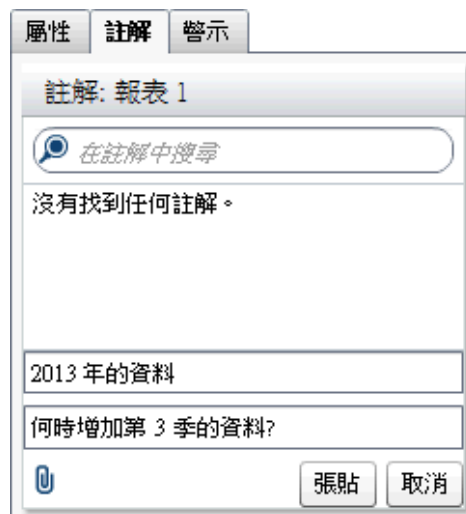 屬性 註解 警示
註解: 報表 1
在註解中搜尋
沒有找到任何註解。
2013 年的資料
何時增加第 3 季的資料?
張貼 取消